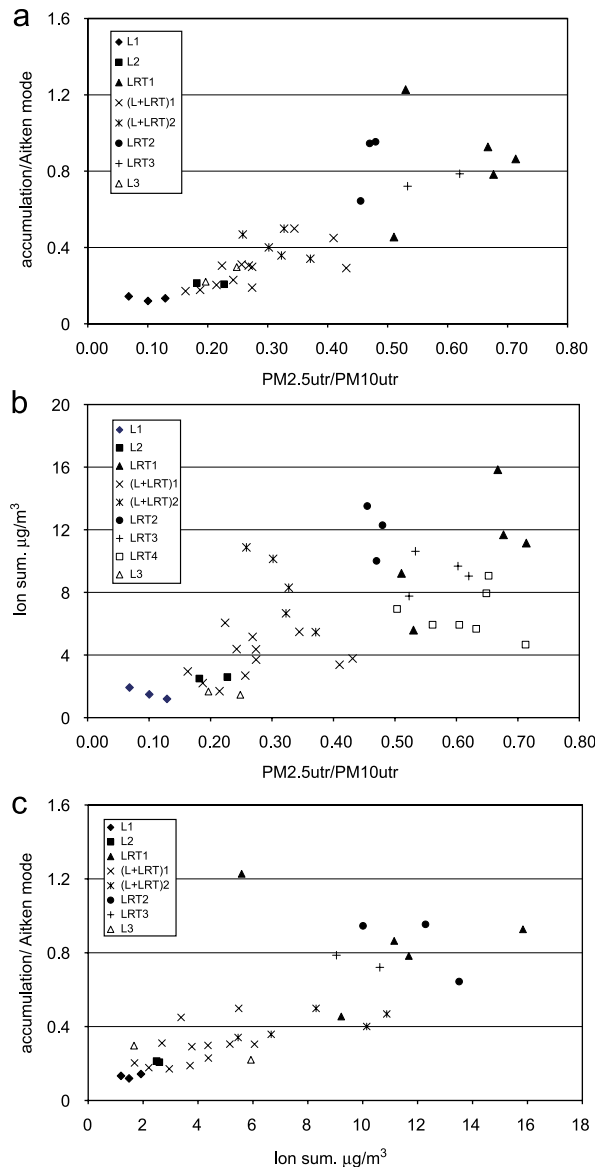 a
accumulation/Aitken mode
1.6
1.2
0.8
0.4
0
L1
L2
LRT1
(L+LRT)1
(L+LRT)2
LRT2
LRT3
L3
0.00 0.10 0.20 0.30 0.40 0.50 0.60 0.70 0.80
PM2.5utr/PM10utr
b
Ion sum. μg/m³
20
16
12
8
4
0
L1
L2
LRT1
(L+LRT)1
(L+LRT)2
LRT2
LRT3
LRT4
L3
0.00 0.10 0.20 0.30 0.40 0.50 0.60 0.70 0.80
PM2.5utr/PM10utr
c
accumulation/ Aitken mode
1.6
1.2
0.8
0.4
0
L1
L2
LRT1
(L+LRT)1
(L+LRT)2
LRT2
LRT3
L3
0 2 4 6 8 10 12 14 16 18
Ion sum. μg/m³